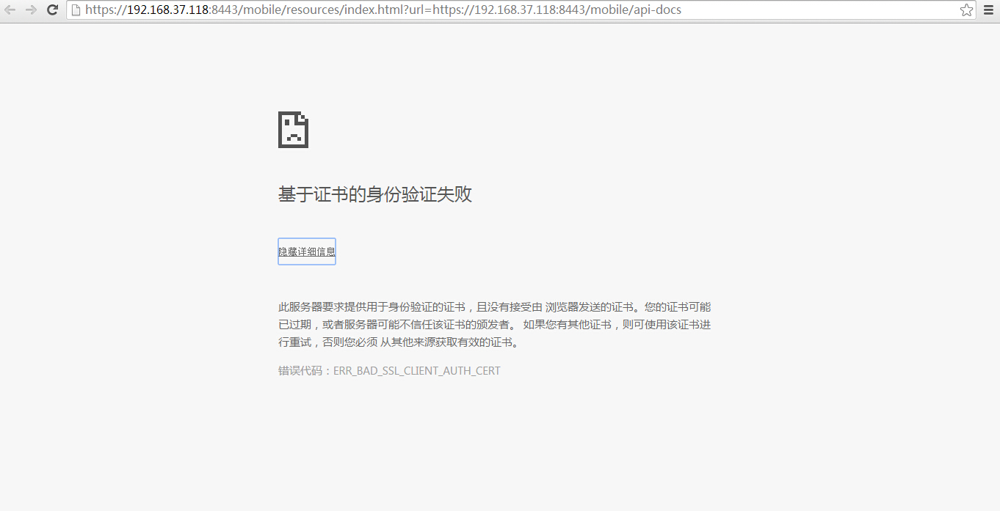 https://192.168.37.118:8443/mobile/resources/index.html?url=https://192.168.37.118:8443/mobile/api-docs
基于证书的身份验证失败
隐藏详细信息
此服务器要求提供用于身份验证的证书，且没有接受由 浏览器发送的证书。您的证书可能
已过期，或者服务器可能不信任该证书的颁发者。 如果您有其他证书，则可使用该证书进
行重试，否则您必须 从其他来源获取有效的证书。
错误代码：ERR_BAD_SSL_CLIENT_AUTH_CERT